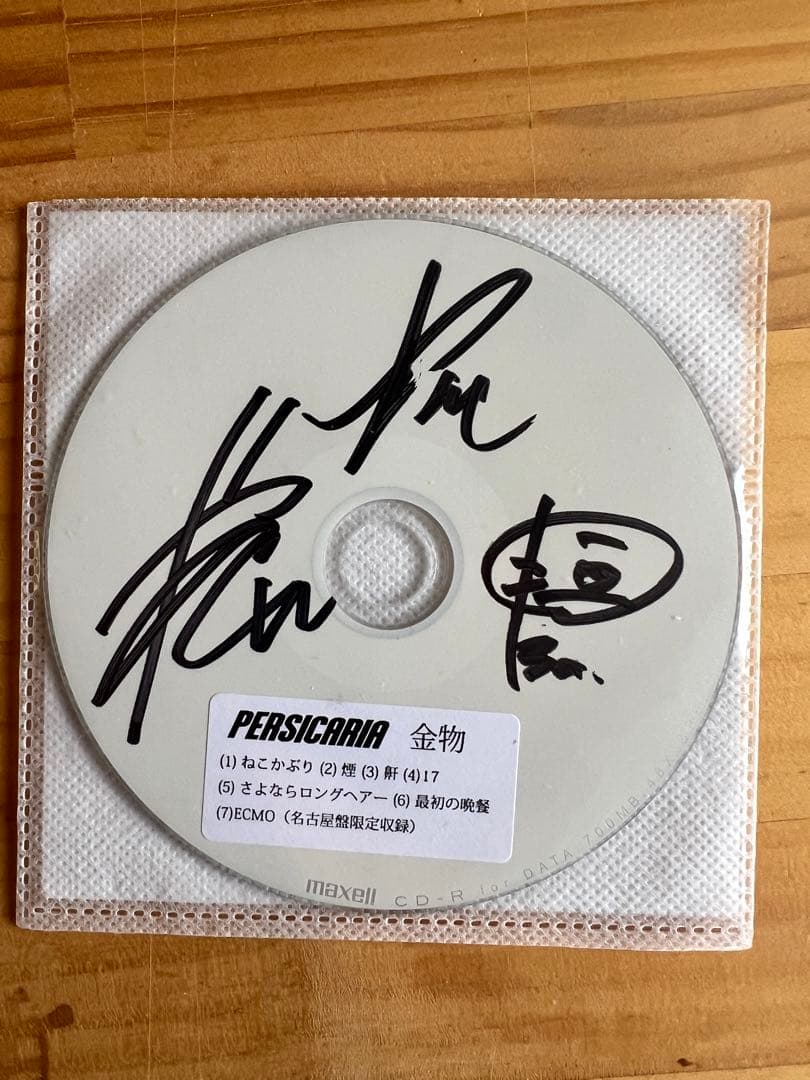 PERSICARIA 金物
(1) ねこかぶり (2) 煙 (3) 鼾 (4)17
(5) さよならロングヘアー (6) 最初の晩餐
(7)ECMO（名古屋盤限定収録）
maxell CD-R for DATA 700MB 48X